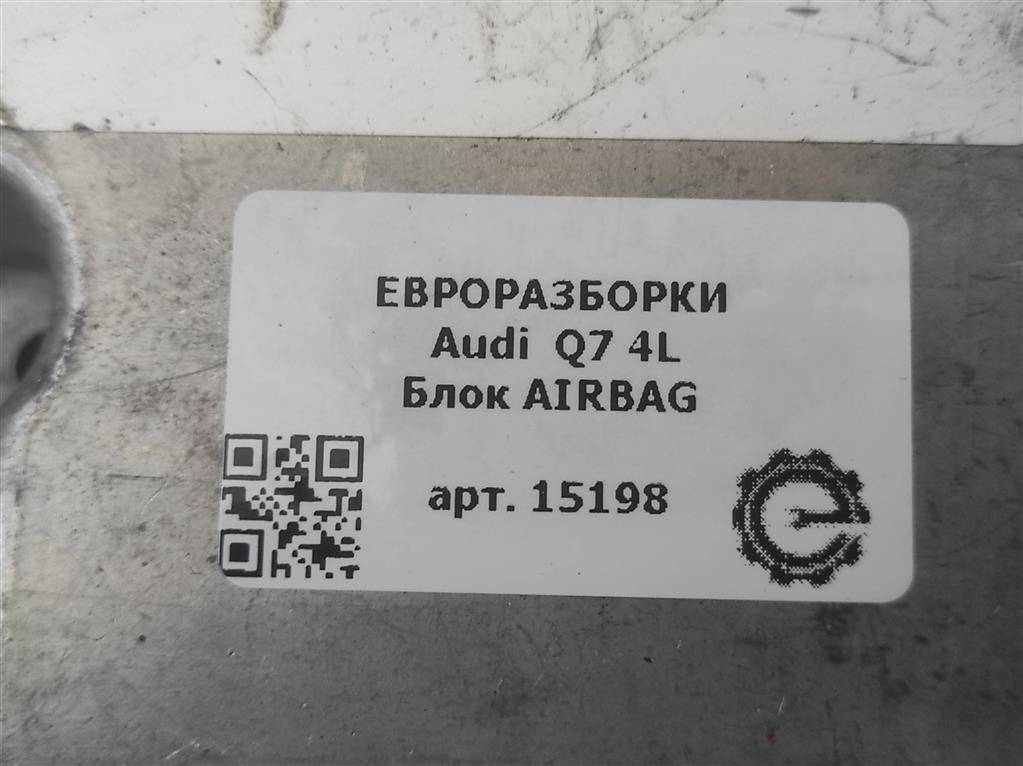 ЕВРОРАЗБОРКИ
Audi Q7 4L
Блок AIRBAG
арт. 15198